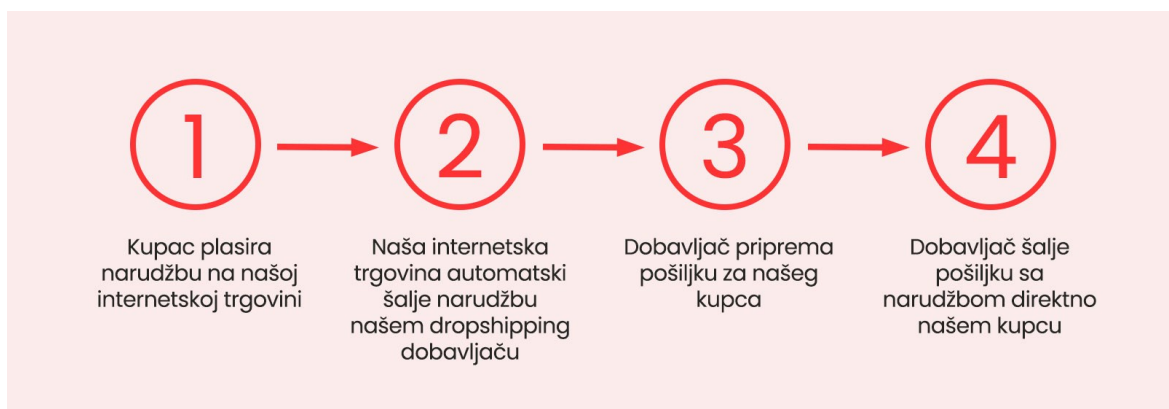 1
Kupac plasira
narudžbu na našoj
internetskoj trgovini
2
Naša internetska
trgovina automatski
šalje narudžbu
našem dropshipping
dobavljaču
3
Dobavljač priprema
pošiljku za našeg
kupca
4
Dobavljač šalje
pošiljku sa
narudžbom direktno
našem kupcu